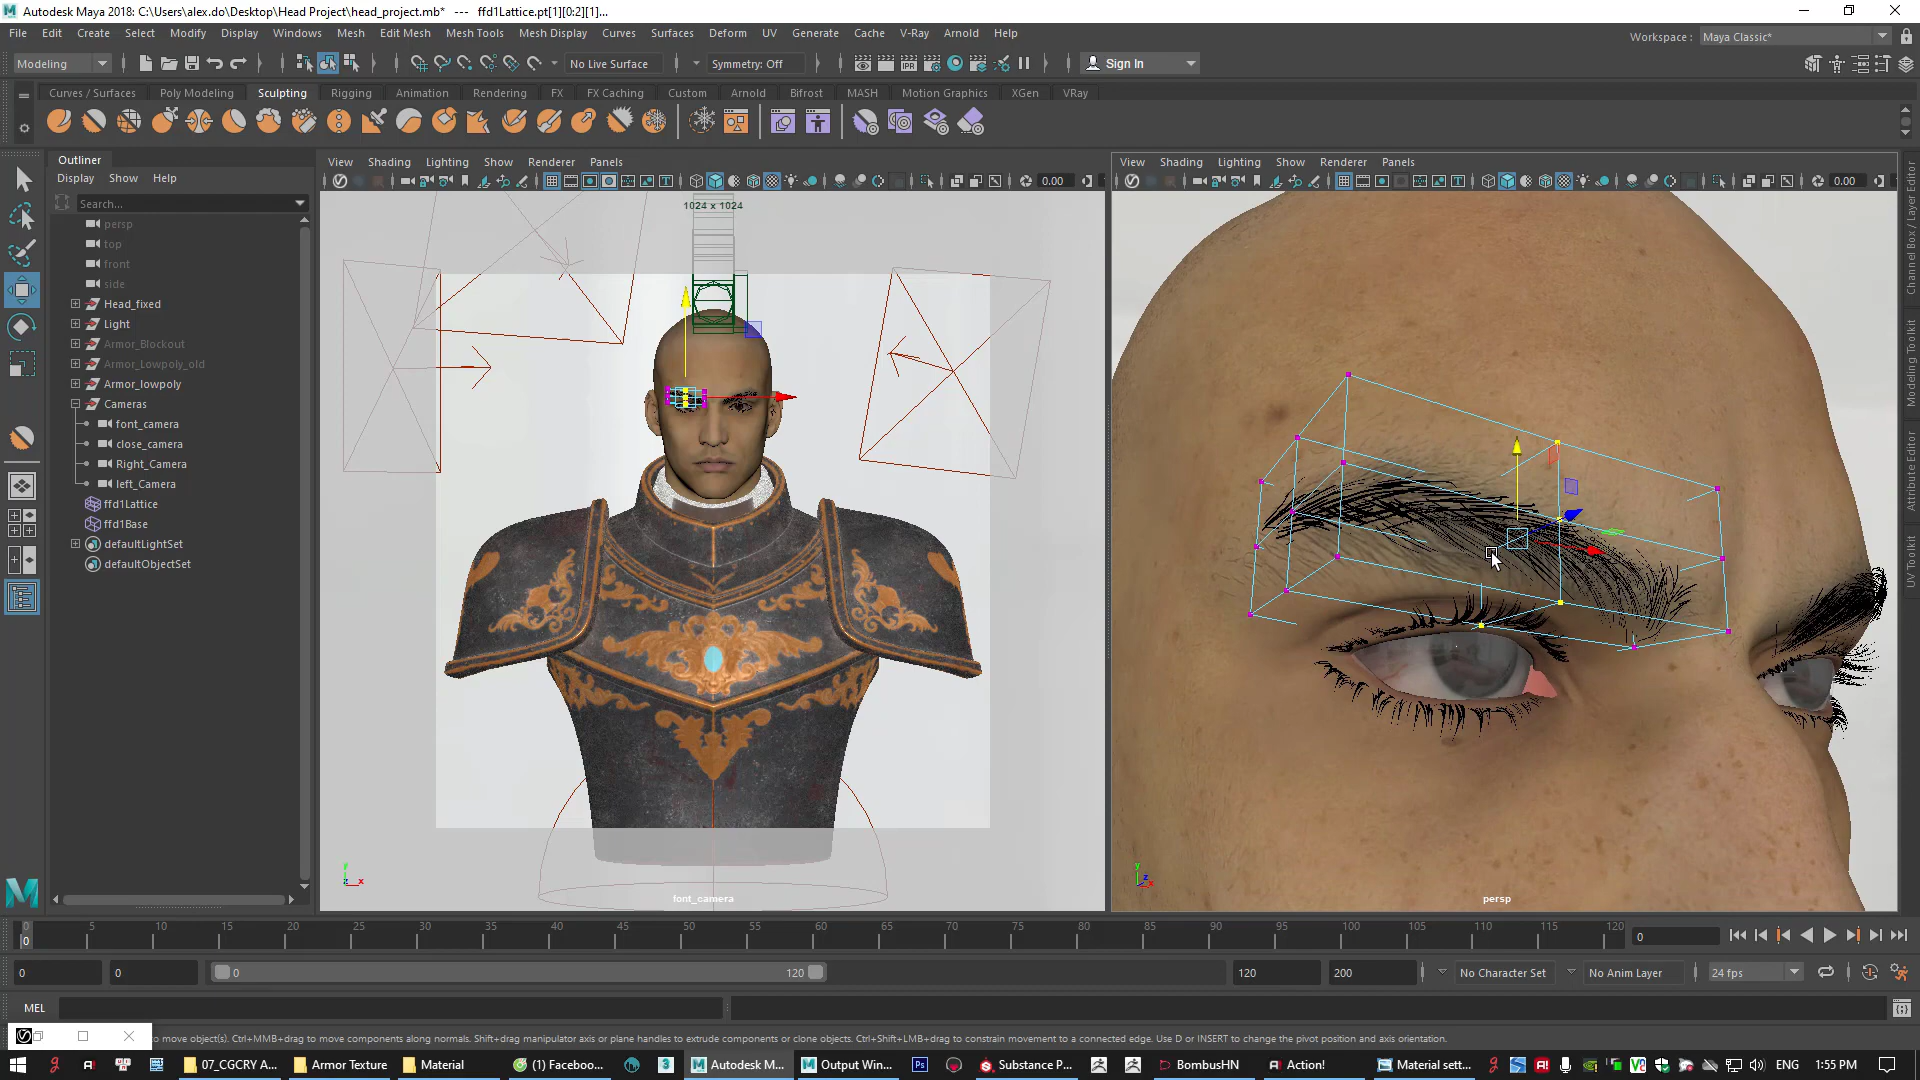 Autodesk Maya 2018: C:\Users\alex.do\Desktop\Head Project\head_project.mb*   ---   ffd1Lattice.pt[1][0:2][1]...
File Edit Create Select Modify Display Windows Mesh Edit Mesh Mesh Tools Mesh Display Curves Surfaces Deform UV Generate Cache V-Ray Arnold Help
Workspace : Maya Classic*
Modeling
No Live Surface
Symmetry: Off
Sign In
Curves / Surfaces Poly Modeling Sculpting Rigging Animation Rendering FX FX Caching Custom Arnold Bifrost MASH Motion Graphics XGen VRay
Outliner
Display Show Help
Search...
persp
top
front
side
Head_fixed
Light
Armor_Blockout
Armor_Lowpoly_old
Armor_lowpoly
Cameras
font_camera
close_camera
Right_Camera
left_Camera
ffd1Lattice
ffd1Base
defaultLightSet
defaultObjectSet
View Shading Lighting Show Renderer Panels
0.00
1024 x 1024
font_camera
View Shading Lighting Show Renderer Panels
0.00
persp
Channel Box / Layer Editor
Modeling Toolkit
Attribute Editor
UV Toolkit
0 5 10 15 20 25 30 35 40 45 50 55 60 65 70 75 80 85 90 95 100 105 110 115 120
0
0
0 0 0 120 120 200 No Character Set No Anim Layer 24 fps
MEL
o move object(s). Ctrl+MMB+drag to move components along normals. Shift+drag manipulator axis or plane handles to extrude components or clone objects. Ctrl+Shift+LMB+drag to constrain movement to a connected edge. Use D or INSERT to change the pivot position and axis orientation.
07_CGCRY A... Armor Texture Material (1) Faceboo... Autodesk M... Output Win... Substance P... BombusHN Action! Material sett... ENG 1:55 PM